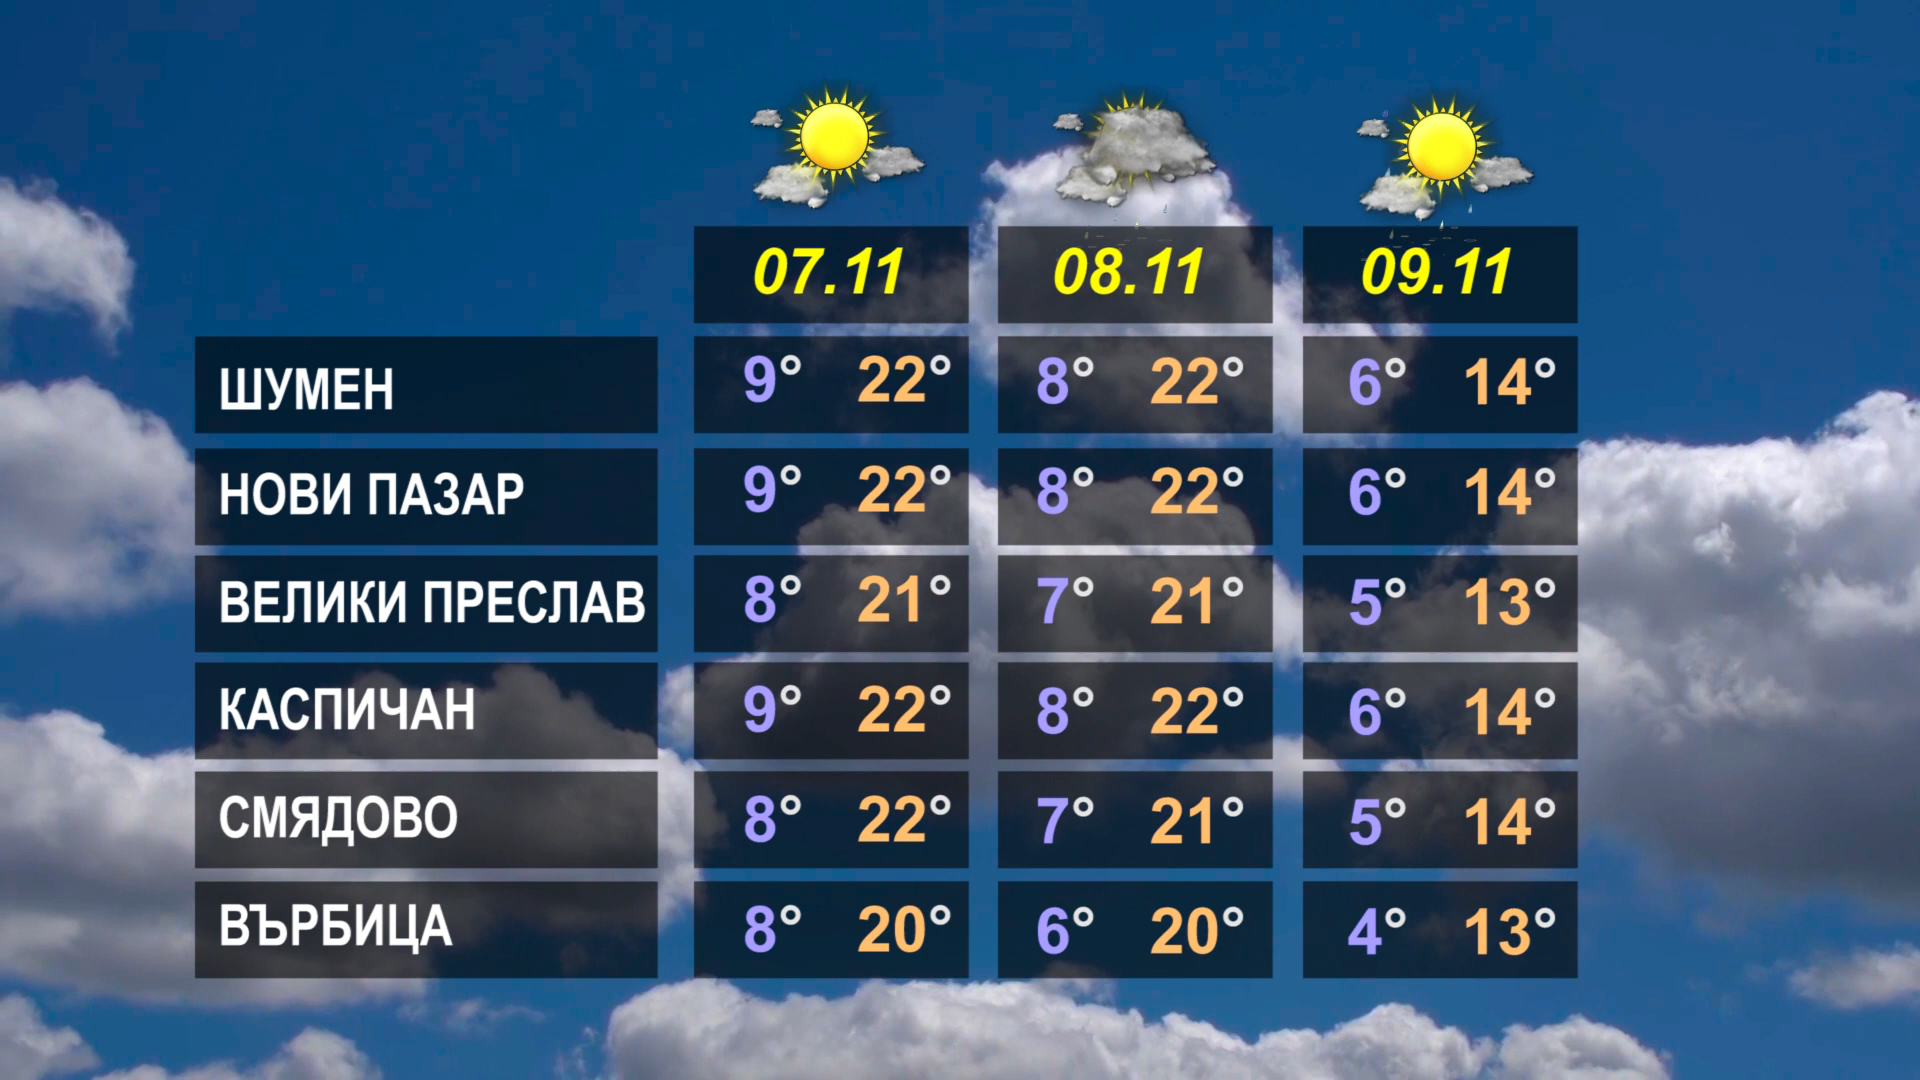 07.11 08.11 09.11
ШУМЕН 9° 22° 8° 22° 6° 14°
НОВИ ПАЗАР 9° 22° 8° 22° 6° 14°
ВЕЛИКИ ПРЕСЛАВ 8° 21° 7° 21° 5° 13°
КАСПИЧАН 9° 22° 8° 22° 6° 14°
СМЯДОВО 8° 22° 7° 21° 5° 14°
ВЪРБИЦА 8° 20° 6° 20° 4° 13°